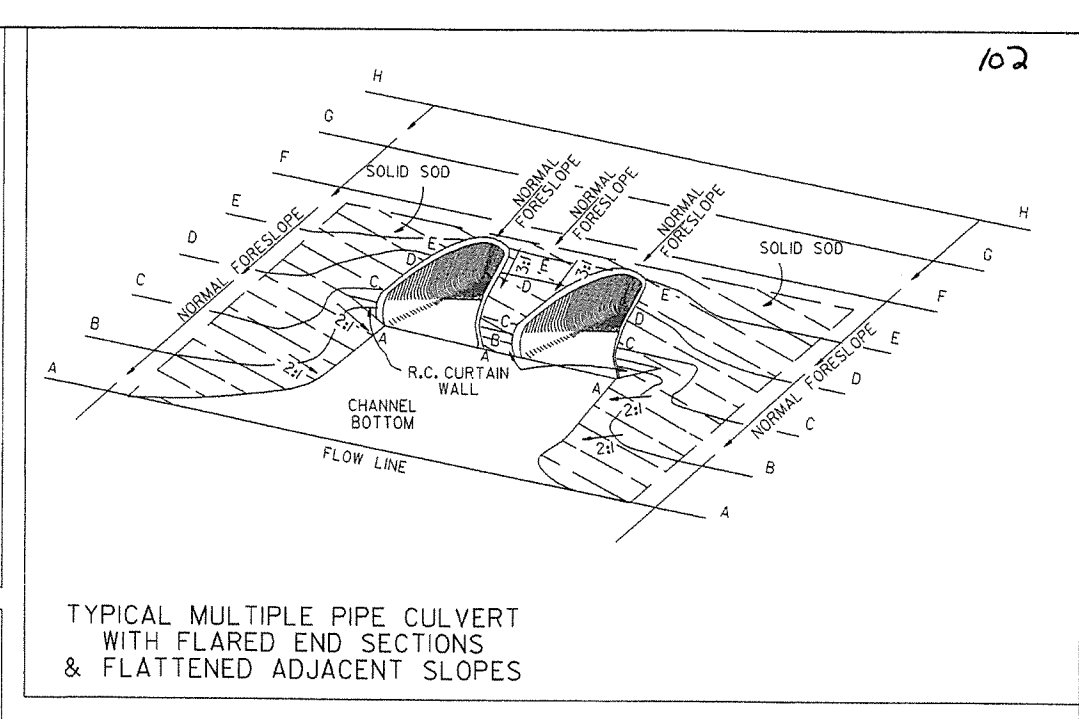 102
H
G
F
SOLID SOD
E
D
C
B
A
NORMAL FORESLOPE
NORMAL
FORESLOPE
NORMAL
FORESLOPE
NORMAL
FORESLOPE
H
G
SOLID SOD
F
E
D
C
B
A
NORMAL FORESLOPE
E
D
C
A
3:1
E
D
3:1
C
B
A
E
D
C
A
2:1
2:1
2:1
2:1
R.C. CURTAIN
WALL
CHANNEL
BOTTOM
FLOW LINE
TYPICAL MULTIPLE PIPE CULVERT
WITH FLARED END SECTIONS
& FLATTENED ADJACENT SLOPES